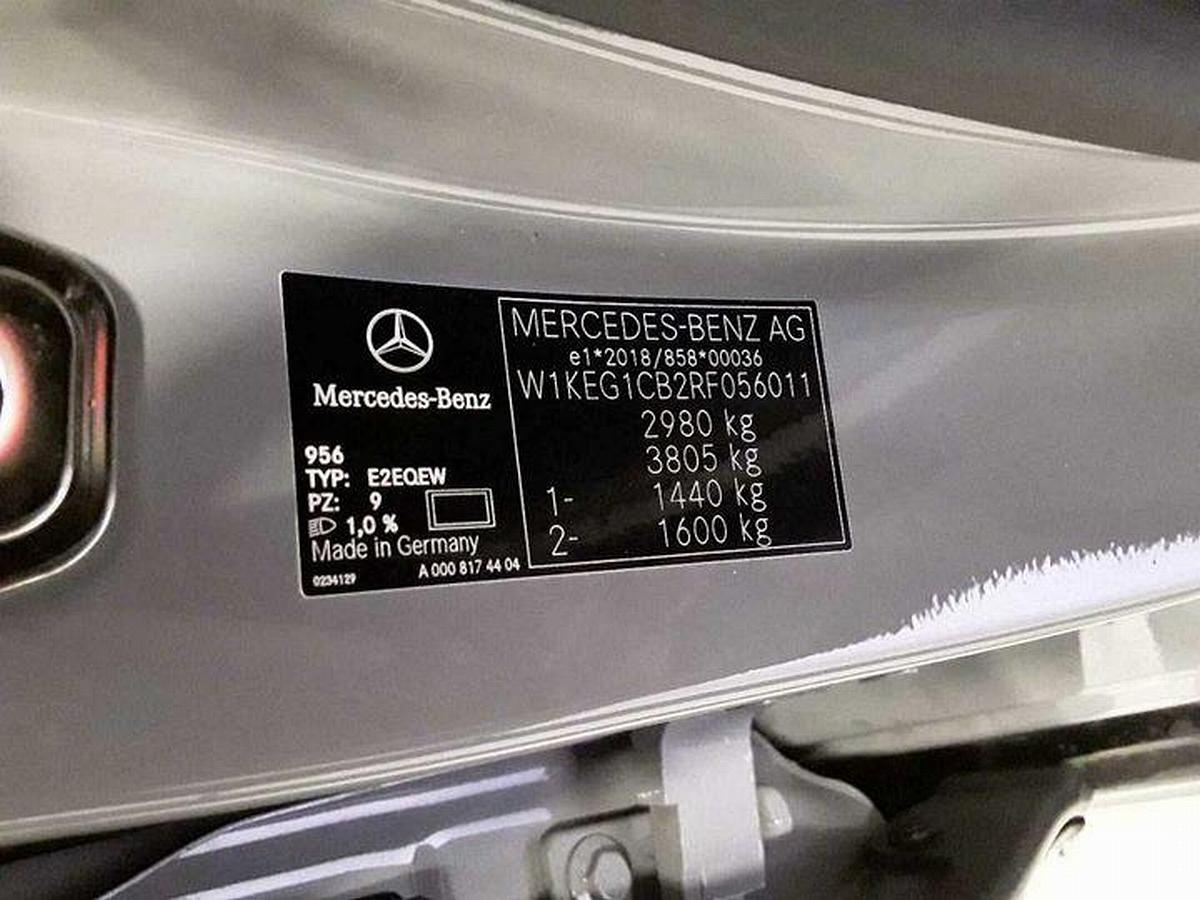 Mercedes-Benz
956
TYP: E2EQEW
PZ: 9
1,0 %
Made in Germany
0234129
A 000 817 44 04
MERCEDES-BENZ AG
e1*2018/858*00036
W1KEG1CB2RF056011
2980 kg
3805 kg
1- 1440 kg
2- 1600 kg